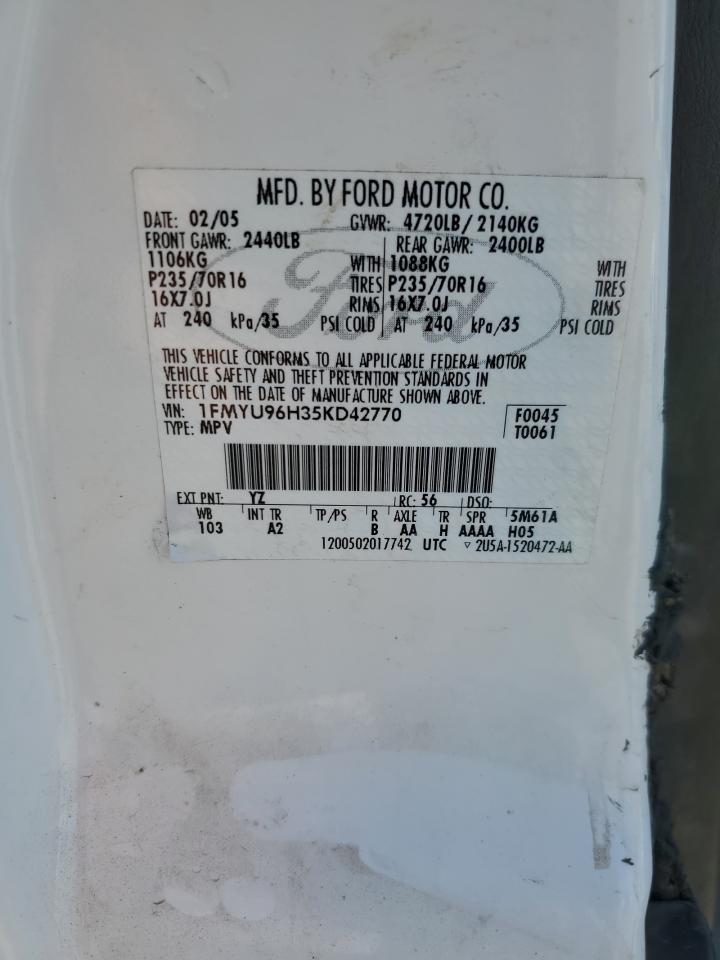 MFD. BY FORD MOTOR CO.
DATE: 02/05 GVWR: 4720LB/ 2140KG
FRONT GAWR: 2440LB REAR GAWR: 2400LB
1106KG WITH 1088KG WITH
P235/70R16 TIRES P235/70R16 TIRES
16X7.0J RIMS 16X7.0J RIMS
AT 240 kPa/35 PSI COLD AT 240 kPa/35 PSI COLD
Ford
THIS VEHICLE CONFORMS TO ALL APPLICABLE FEDERAL MOTOR
VEHICLE SAFETY AND THEFT PREVENTION STANDARDS IN
EFFECT ON THE DATE OF MANUFACTURE SHOWN ABOVE.
VIN: 1FMYU96H35KD42770 F0045
TYPE: MPV T0061
EXT PNT: YZ RC: 56 DSO:
WB INT TR TP/PS R AXLE TR SPR 5M61A
103 A2 B AA H AAAA H05
1200502017742 UTC ▽ 2U5A-1520472-AA